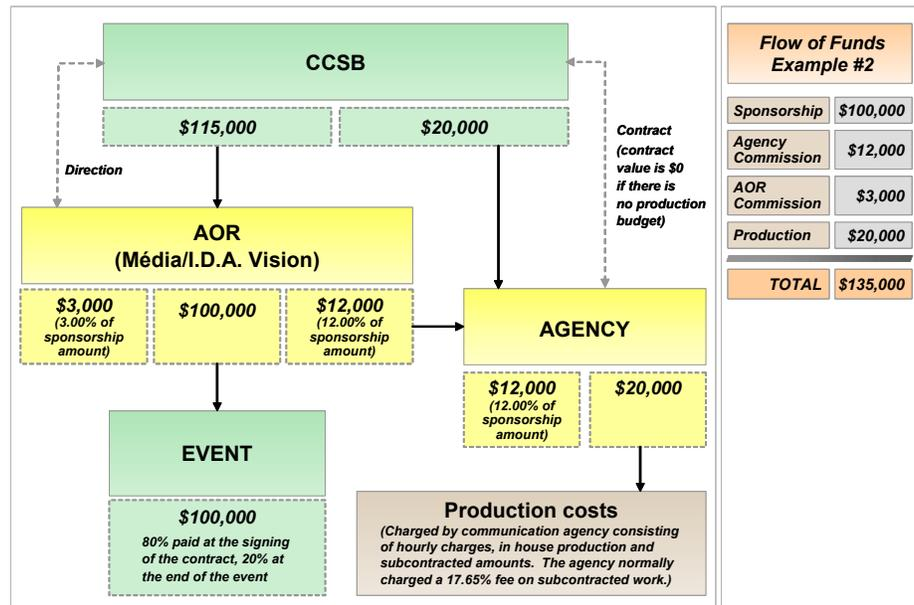 CCSB
$115,000
$20,000
Direction
Contract
(contract
value is $0
if there is
no production
budget)
AOR
(Média/I.D.A. Vision)
$3,000
(3.00% of
sponsorship
amount)
$100,000
$12,000
(12.00% of
sponsorship
amount)
AGENCY
$12,000
(12.00% of
sponsorship
amount)
$20,000
EVENT
$100,000
80% paid at the signing
of the contract, 20% at
the end of the event
Production costs
(Charged by communication agency consisting
of hourly charges, in house production and
subcontracted amounts. The agency normally
charged a 17.65% fee on subcontracted work.)
Flow of Funds
Example #2
Sponsorship $100,000
Agency
Commission $12,000
AOR
Commission $3,000
Production $20,000
TOTAL $135,000